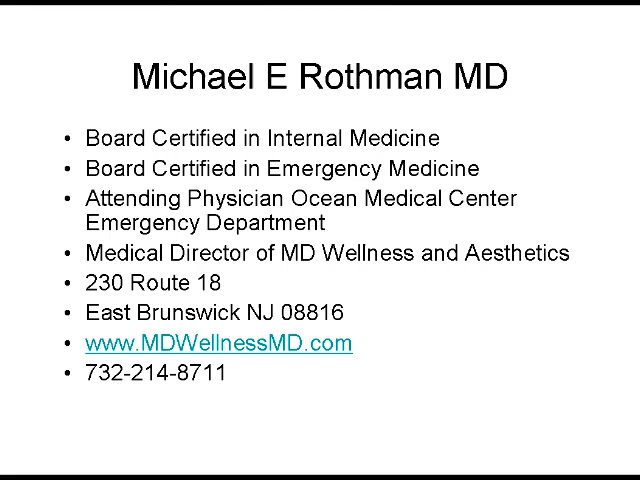 Michael E Rothman MD
• Board Certified in Internal Medicine
• Board Certified in Emergency Medicine
• Attending Physician Ocean Medical Center
Emergency Department
• Medical Director of MD Wellness and Aesthetics
• 230 Route 18
• East Brunswick NJ 08816
• www.MDWellnessMD.com
• 732-214-8711